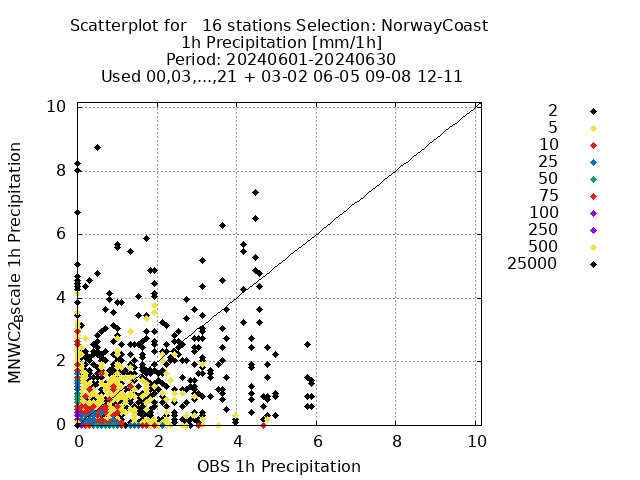 Scatterplot for   16 stations Selection: NorwayCoast
1h Precipitation [mm/1h]
Period: 20240601-20240630
Used 00,03,...,21 + 03-02 06-05 09-08 12-11
10
8
6
4
2
0
0 2 4 6 8 10
MNWC2Bscale 1h Precipitation
OBS 1h Precipitation
2
5
10
25
50
75
100
250
500
25000